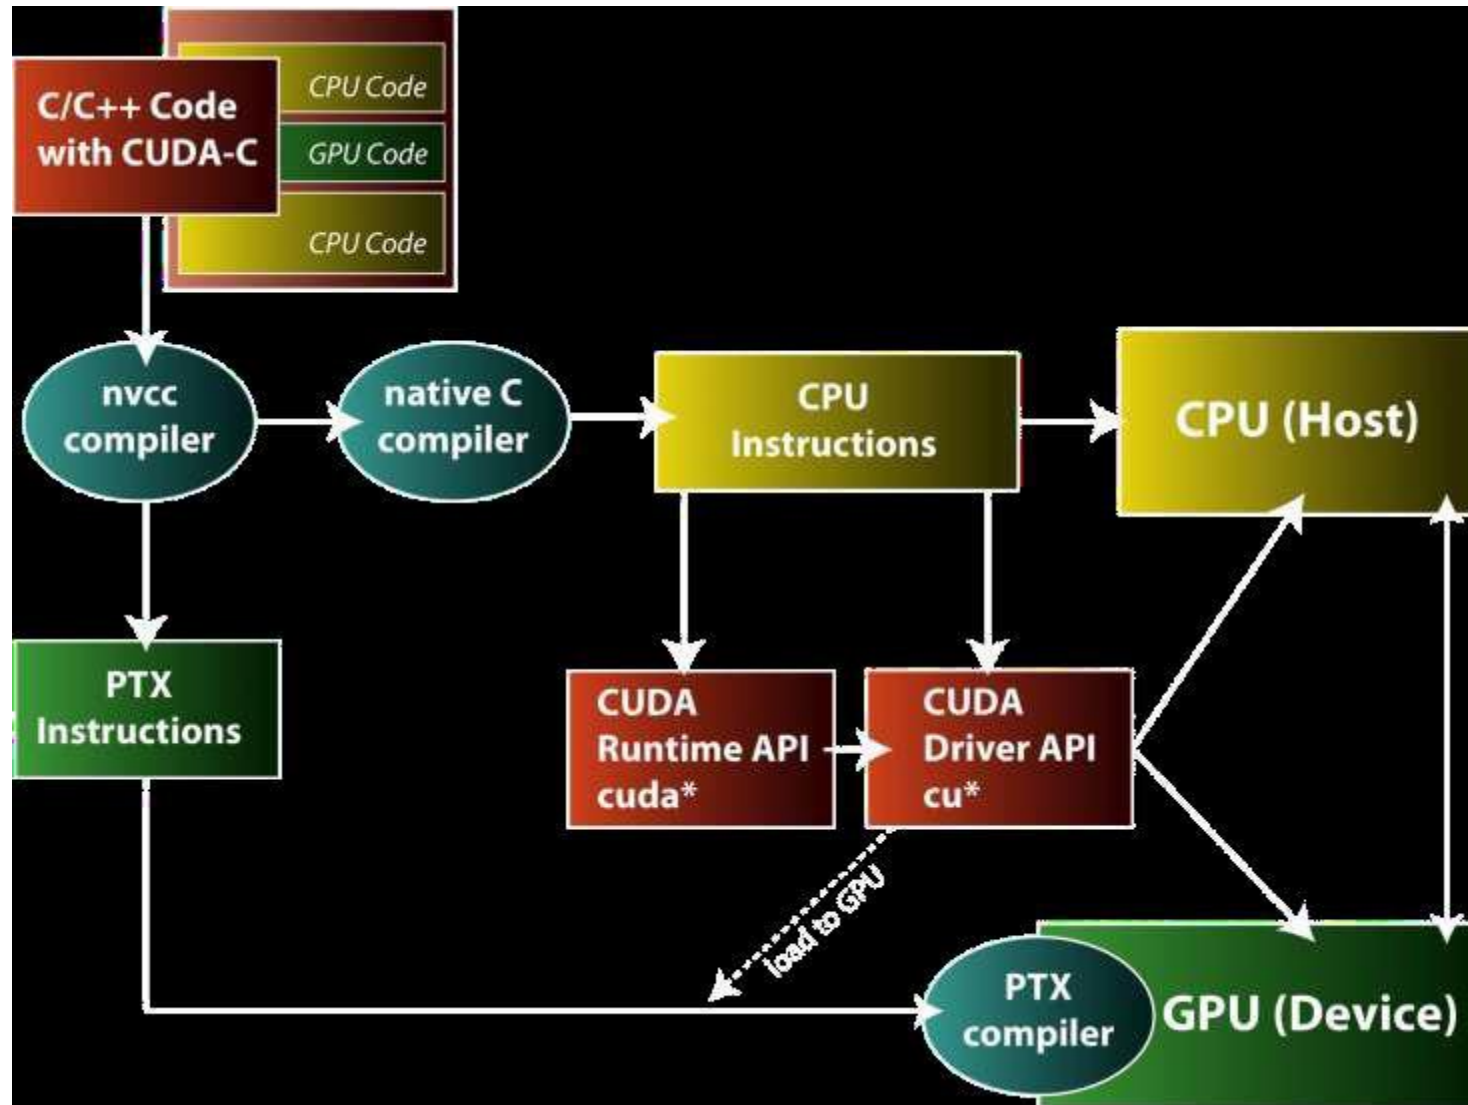 C/C++ Code
with CUDA-C
CPU Code
GPU Code
CPU Code
nvcc
compiler
native C
compiler
CPU
Instructions
CPU (Host)
PTX
Instructions
CUDA
Runtime API
cuda*
CUDA
Driver API
cu*
load to GPU
PTX
compiler
GPU (Device)